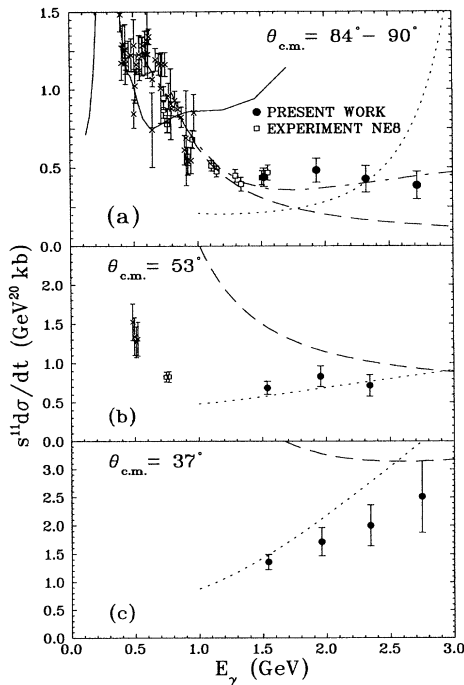 θc.m.= 84°− 90°
● PRESENT WORK
□ EXPERIMENT NE8
(a)
1.5
1.0
0.5
0.0
θc.m.= 53°
(b)
2.0
1.5
1.0
0.5
0.0
θc.m.= 37°
(c)
3.0
2.5
2.0
1.5
1.0
0.5
0.0
s¹¹dσ/dt (GeV²⁰ kb)
0.0 0.5 1.0 1.5 2.0 2.5 3.0
Eγ (GeV)